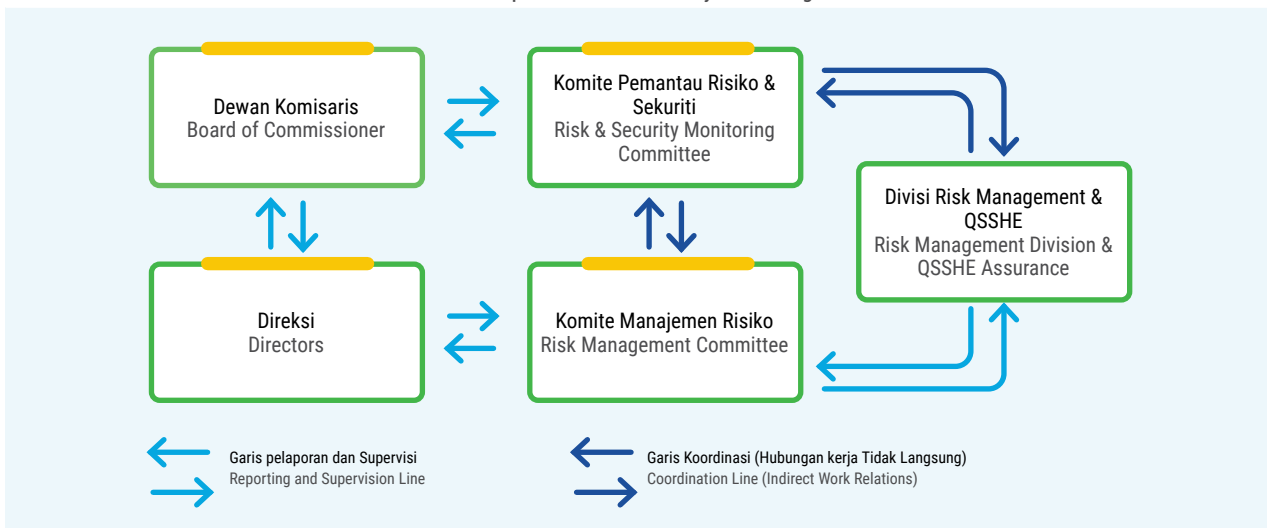 Dewan Komisaris
Board of Commissioner
Komite Pemantau Risiko &
Sekuriti
Risk & Security Monitoring
Committee
Divisi Risk Management &
QSSHE
Risk Management Division &
QSSHE Assurance
Direksi
Directors
Komite Manajemen Risiko
Risk Management Committee
Garis pelaporan dan Supervisi
Reporting and Supervision Line
Garis Koordinasi (Hubungan kerja Tidak Langsung)
Coordination Line (Indirect Work Relations)